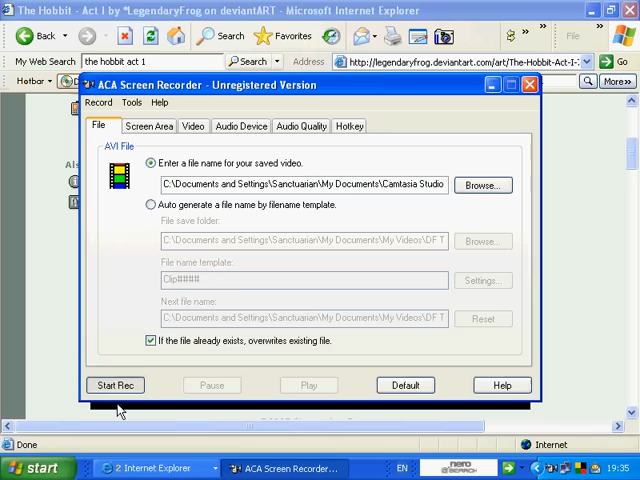 The Hobbit - Act I by *LegendaryFrog on deviantART - Microsoft Internet Explorer
Back Search Favorites File
My Web Search the hobbit act 1 Search Address http://legendaryfrog.deviantart.com/art/The-Hobbit-Act-I- Links
Hotbar Search More>>
ACA Screen Recorder - Unregistered Version
Record Tools Help
File Screen Area Video Audio Device Audio Quality Hotkey
AVI File
Enter a file name for your saved video.
C:\Documents and Settings\Sanctuarian\My Documents\Camtasia Studio Browse...
Auto generate a file name by filename template.
File save folder:
C:\Documents and Settings\Sanctuarian\My Documents\My Videos\DF T Browse...
File name template:
Clip#### Settings...
Next file name:
C:\Documents and Settings\Sanctuarian\My Documents\My Videos\DF T Reset
If the file already exists, overwrites existing file.
Start Rec Pause Play Default Help
Done Internet
start 2 Internet Explorer ACA Screen Recorder... EN nero SEARCH 19:35